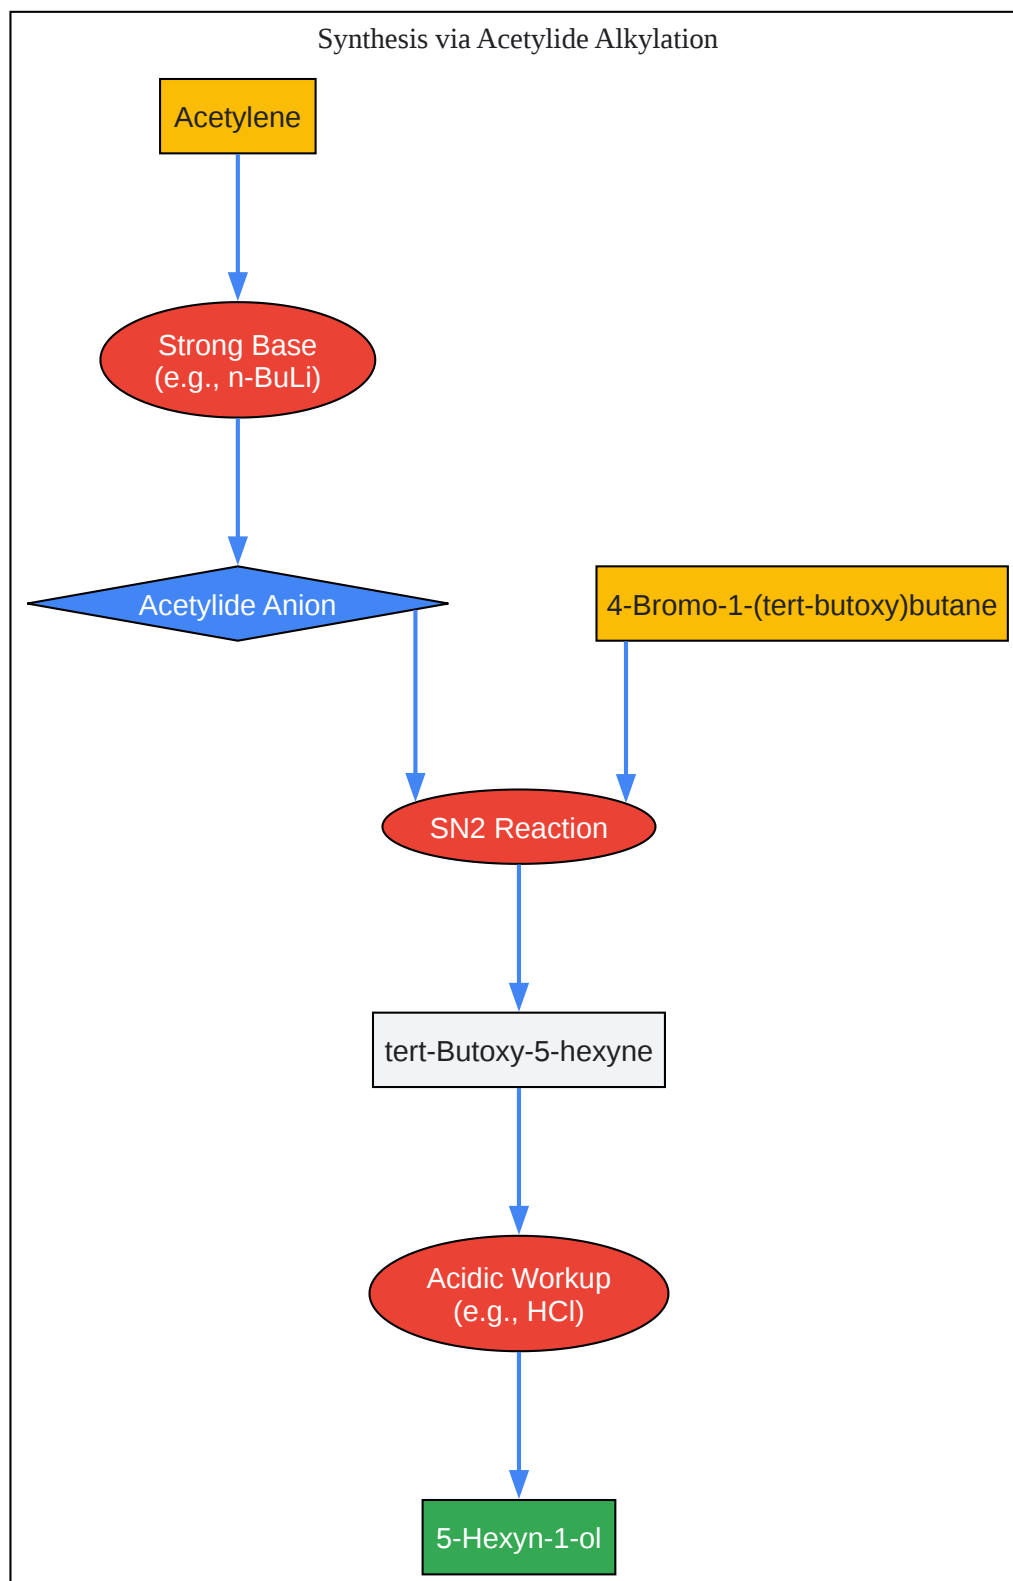 Synthesis via Acetylide Alkylation
Acetylene
Strong Base
(e.g., n-BuLi)
Acetylide Anion
4-Bromo-1-(tert-butoxy)butane
SN2 Reaction
tert-Butoxy-5-hexyne
Acidic Workup
(e.g., HCl)
5-Hexyn-1-ol